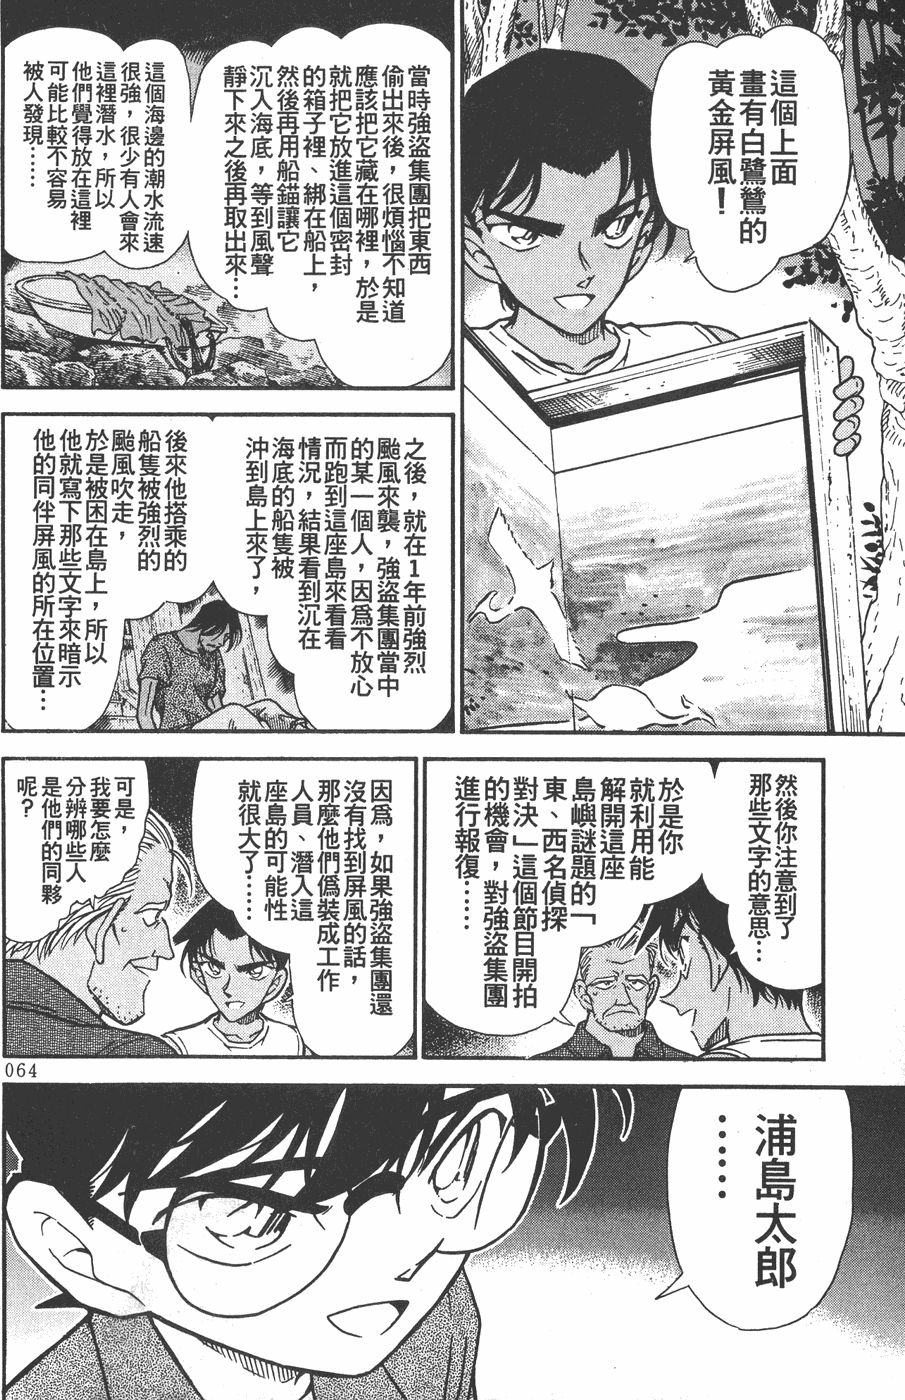 這個上面
畫有白鷺鷥的
黃金屏風！
當時強盜集團把東西
偷出來後，很煩惱不知道
應該把它藏在哪裡，於是
就把它放進這個密封
的箱子裡、綁在船上，
然後再用船錨讓它
沉入海底，等到風聲
靜下來之後再取出來…
這個海邊的潮水流速
很強，很少有人會來
這裡潛水，所以
他們覺得放在這裡
可能比較不容易
被人發現……
之後，就在1年前強烈
颱風來襲，強盜集團當中
的某一個人，因為不放心
而跑到這座島來看看
情況，結果看到沉在
海底的船隻被
沖到島上來了，
後來他搭乘的
船隻被強烈的
颱風吹走，
於是被困在島上，所以
他就寫下那些文字來暗示
他的同伴屏風的所在位置…
然後你注意到了
那些文字的意思…
於是你
就利用能
解開這座
島嶼謎題的「
東、西名偵探
對決」這個節目開拍
的機會，對強盜集團
進行報復……
因為，如果強盜集團還
沒有找到屏風的話，
那麼他們偽裝成工作
人員、潛入這
座島的可能性
就很大了……
可是，
我要怎麼
分辨哪些人
是他們的同夥
呢？
064
浦島太郎
……